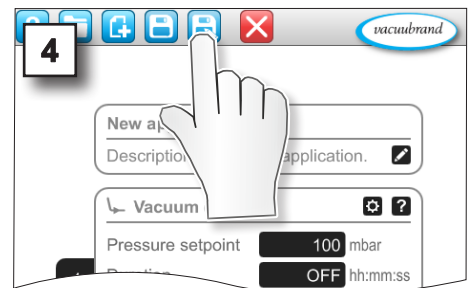 4
vacuubrand
New ap
Description application.
Vacuum ?
Pressure setpoint 100 mbar
OFF hh:mm:ss